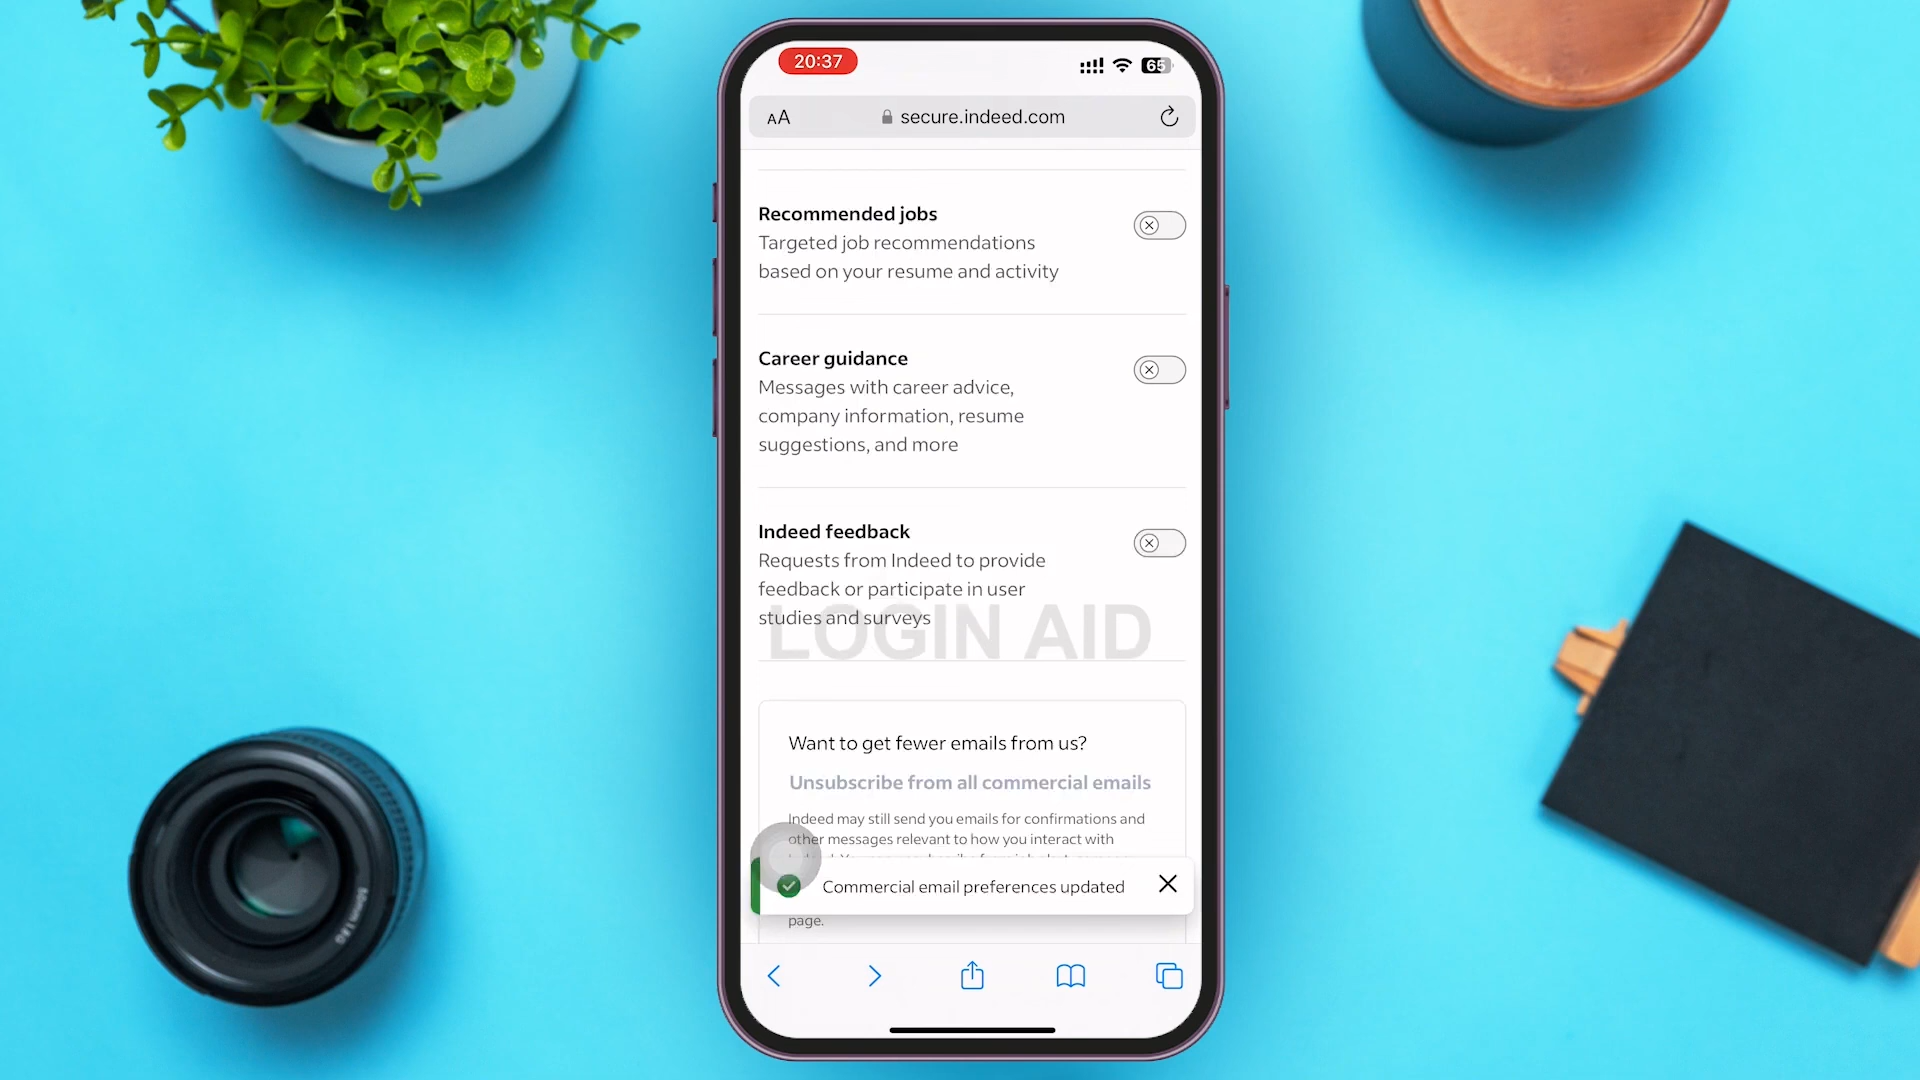 20:37
65
AA
secure.indeed.com
Recommended jobs
Targeted job recommendations
based on your resume and activity
Career guidance
Messages with career advice,
company information, resume
suggestions, and more
Indeed feedback
Requests from Indeed to provide
feedback or participate in user
studies and surveys
LOGIN AID
Want to get fewer emails from us?
Unsubscribe from all commercial emails
Indeed may still send you emails for confirmations and
other messages relevant to how you interact with
Commercial email preferences updated
page.